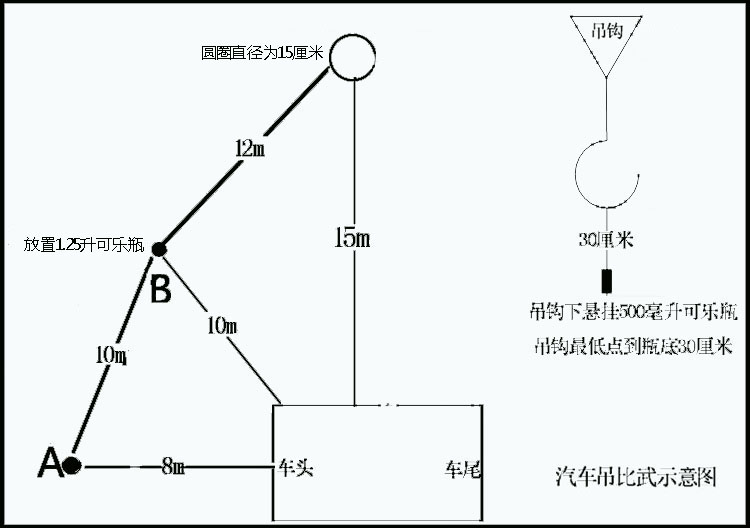 圆圈直径为15厘米
吊钩
12m
15m
放置1.25升可乐瓶
B
30厘米
10m
吊钩下悬挂500毫升可乐瓶
10m
吊钩最低点到瓶底30厘米
A
8m
车头
车尾
汽车吊比武示意图